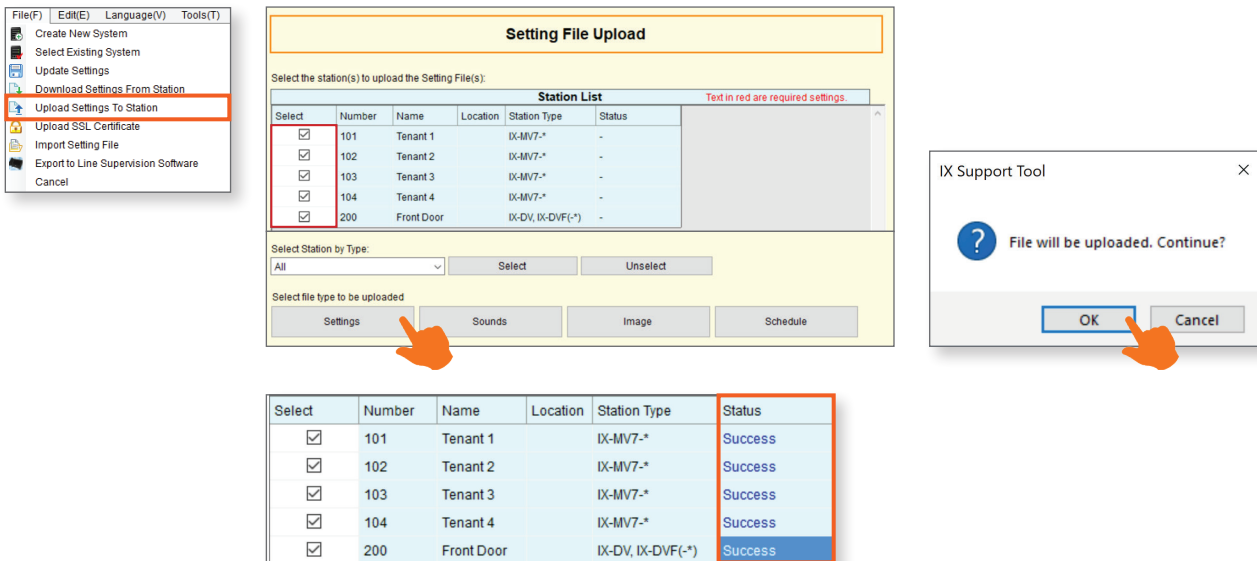 File(F) Edit(E) Language(V) Tools(T)
Create New System
Select Existing System
Update Settings
Download Settings From Station
Upload Settings To Station
Upload SSL Certificate
Import Setting File
Export to Line Supervision Software
Cancel
Setting File Upload
Select the station(s) to upload the Setting File(s):
Station List Text in red are required settings.
Select Number Name Location Station Type Status
101 Tenant 1 IX-MV7-* -
102 Tenant 2 IX-MV7-* -
103 Tenant 3 IX-MV7-* -
104 Tenant 4 IX-MV7-* -
200 Front Door IX-DV, IX-DVF(-*) -
Select Station by Type:
All Select Unselect
Select file type to be uploaded
Settings Sounds Image Schedule
IX Support Tool
File will be uploaded. Continue?
OK Cancel
Select Number Name Location Station Type Status
101 Tenant 1 IX-MV7-* Success
102 Tenant 2 IX-MV7-* Success
103 Tenant 3 IX-MV7-* Success
104 Tenant 4 IX-MV7-* Success
200 Front Door IX-DV, IX-DVF(-*) Success